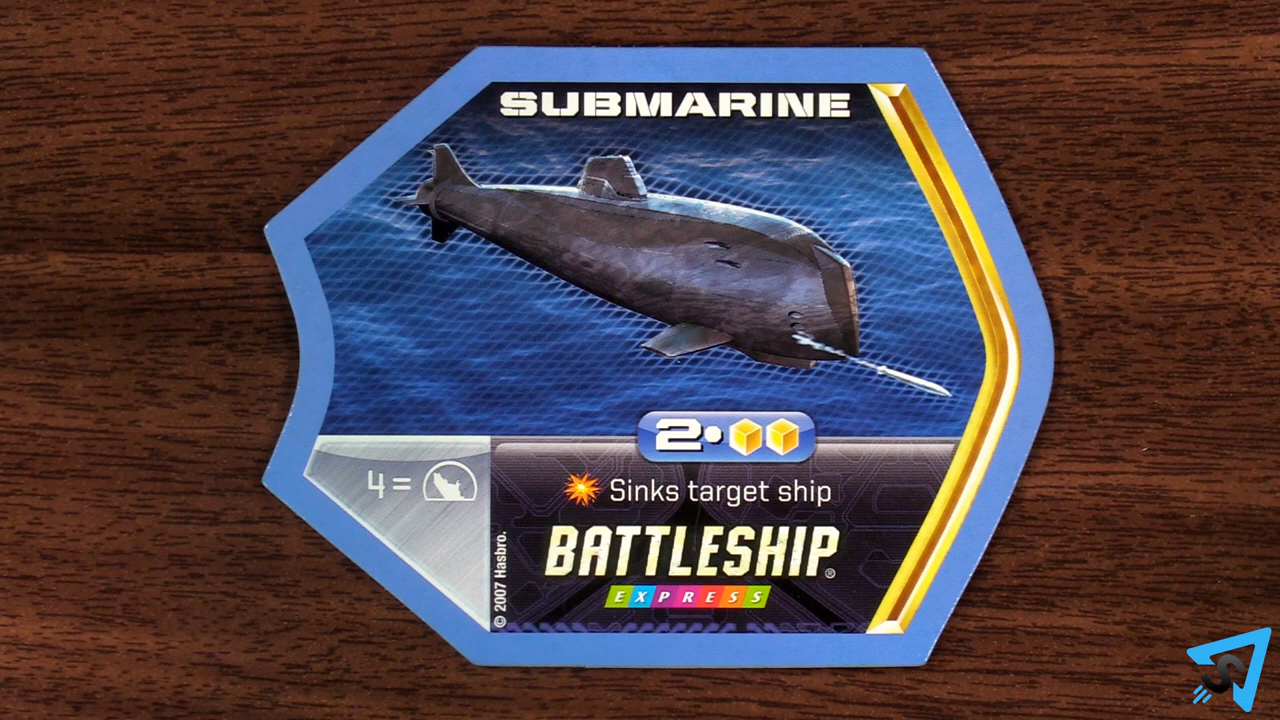 SUBMARINE
2•
4 =
Sinks target ship
BATTLESHIP®
EXPRESS
© 2007 Hasbro.
S